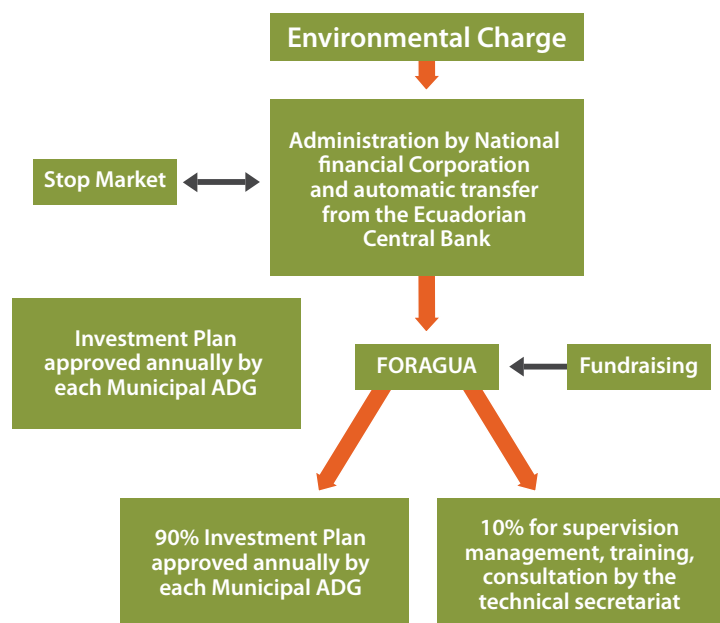 Environmental Charge
Administration by National
financial Corporation
and automatic transfer
from the Ecuadorian
Central Bank
Stop Market
Investment Plan
approved annually by
each Municipal ADG
FORAGUA
Fundraising
90% Investment Plan
approved annually by
each Municipal ADG
10% for supervision
management, training,
consultation by the
technical secretariat